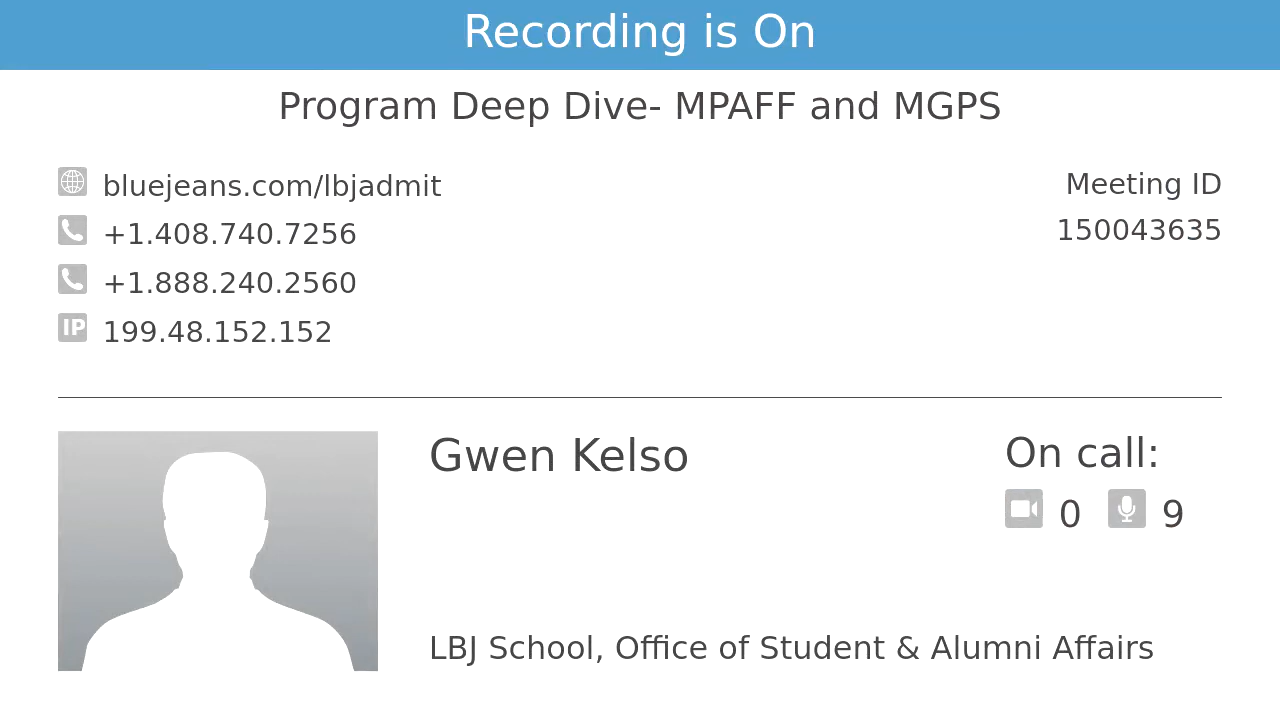 Recording is On
Program Deep Dive- MPAFF and MGPS
bluejeans.com/lbjadmit
+1.408.740.7256
+1.888.240.2560
IP 199.48.152.152
Meeting ID
150043635
Gwen Kelso
On call:
0 9
LBJ School, Office of Student & Alumni Affairs